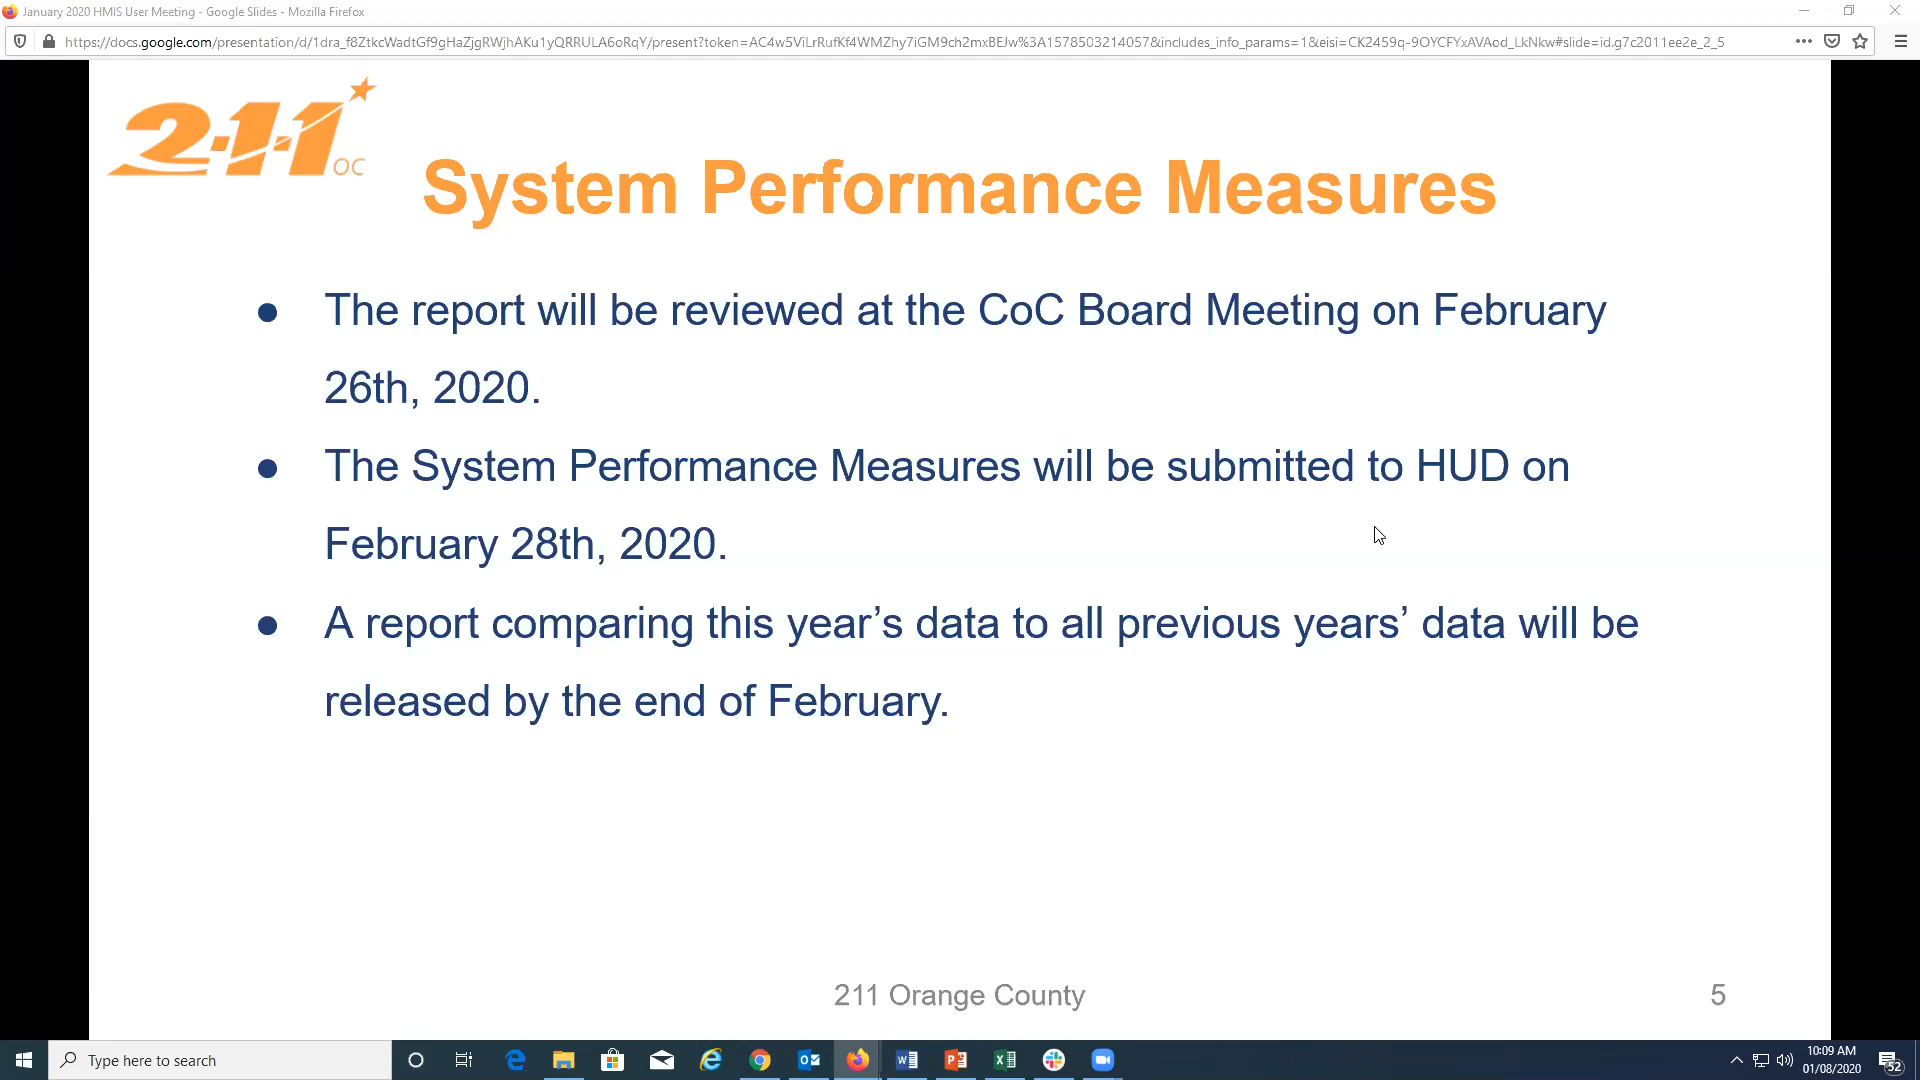 January 2020 HMIS User Meeting - Google Slides - Mozilla Firefox
https://docs.google.com/presentation/d/1dra_f8ZtkcWadtGf9gHaZjgRWjhAKu1yQRRULA6oRqY/present?token=AC4w5ViLrRufKf4WMZhy7iGM9ch2mxBEJw%3A1578503214057&includes_info_params=1&eisi=CK2459q-9OYCFYxAVAod_LkNkw#slide=id.g7c2011ee2e_2_5
2-1-1
OC
System Performance Measures
● The report will be reviewed at the CoC Board Meeting on February
26th, 2020.
● The System Performance Measures will be submitted to HUD on
February 28th, 2020.
● A report comparing this year’s data to all previous years’ data will be
released by the end of February.
211 Orange County
5
Type here to search
10:09 AM
01/08/2020
52